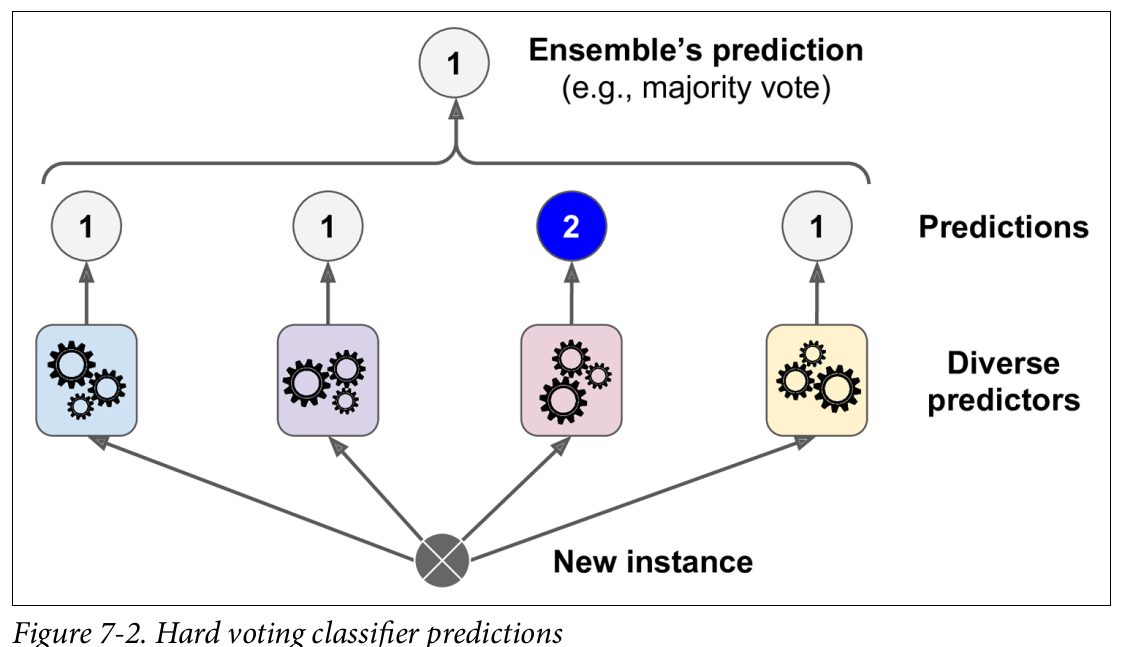 1
Ensemble's prediction
(e.g., majority vote)
1 1 2 1
Predictions
Diverse
predictors
New instance
Figure 7-2. Hard voting classifier predictions